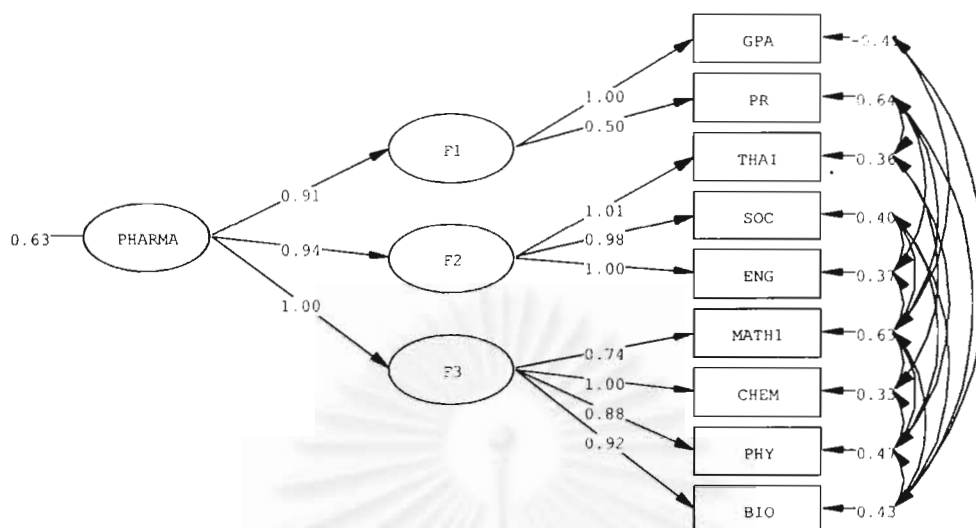 GPA
-0.41
1.00
PR
0.64
0.50
F1
THAI
0.36
0.91
1.01
SOC
0.40
0.98
0.63
PHARMA
0.94
F2
1.00
ENG
0.37
1.00
MATH1
0.63
0.74
F3
1.00
CHEM
0.33
0.88
PHY
0.47
0.92
BIO
0.43